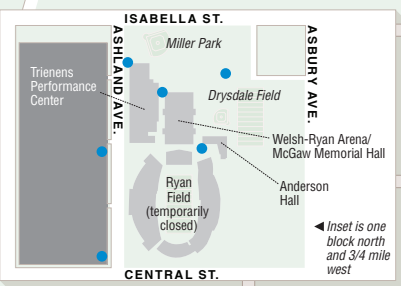 ISABELLA ST.
ASHLAND AVE.
Miller Park
ASBURY AVE.
Trienens
Performance
Center
Drysdale Field
Welsh-Ryan Arena/
McGaw Memorial Hall
Ryan
Field
(temporarily
closed)
Anderson
Hall
Inset is one
block north
and 3/4 mile
west
CENTRAL ST.